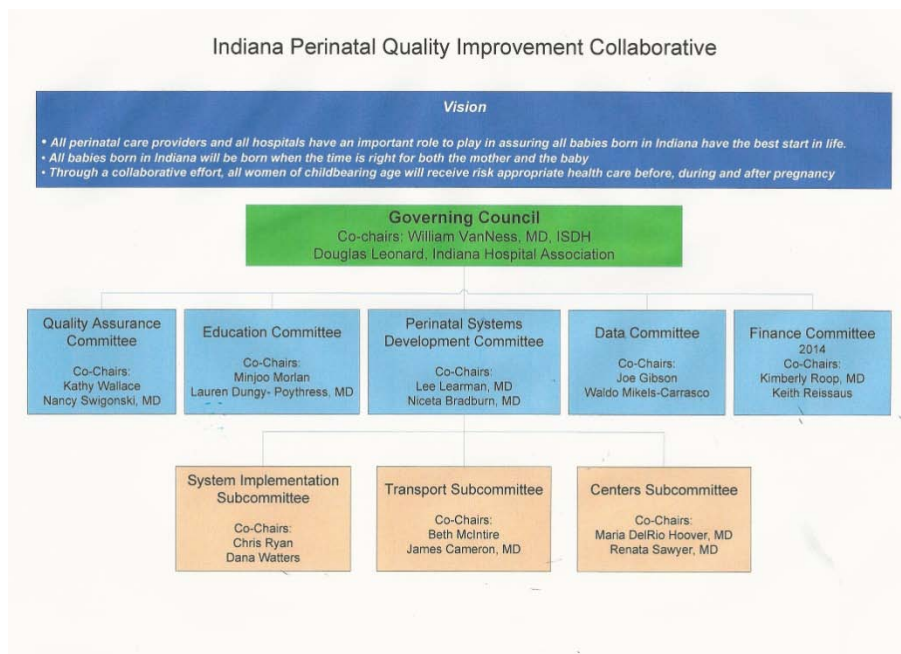 Indiana Perinatal Quality Improvement Collaborative
Vision
• All perinatal care providers and all hospitals have an important role to play in assuring all babies born in Indiana have the best start in life.
• All babies born in Indiana will be born when the time is right for both the mother and the baby
• Through a collaborative effort, all women of childbearing age will receive risk appropriate health care before, during and after pregnancy
Governing Council
Co-chairs: William VanNess, MD, ISDH
Douglas Leonard, Indiana Hospital Association
Quality Assurance
Committee
Co-Chairs:
Kathy Wallace
Nancy Swigonski, MD
Education Committee
Co-Chairs:
Minjoo Morlan
Lauren Dungy- Poythress, MD
Perinatal Systems
Development Committee
Co-Chairs:
Lee Learman, MD
Niceta Bradburn, MD
Data Committee
Co-Chairs:
Joe Gibson
Waldo Mikels-Carrasco
Finance Committee
2014
Co-Chairs:
Kimberly Roop, MD
Keith Reissaus
System Implementation
Subcommittee
Co-Chairs:
Chris Ryan
Dana Watters
Transport Subcommittee
Co-Chairs:
Beth McIntire
James Cameron, MD
Centers Subcommittee
Co-Chairs:
Maria DelRio Hoover, MD
Renata Sawyer, MD